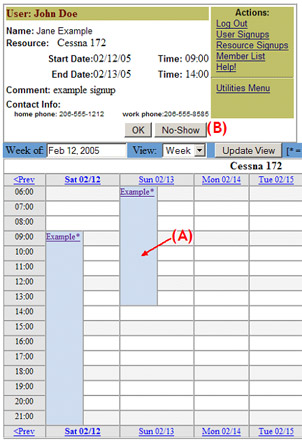 User: John Doe
Name: Jane Example
Resource: Cessna 172
Start Date:02/12/05 Time: 09:00
End Date:02/13/05 Time: 14:00
Comment: example signup
Contact Info:
home phone: 206-555-1212 work phone:206-555-8585
Actions:
Log Out
User Signups
Resource Signups
Member List
Help!
Utilities Menu
OK No-Show (B)
Week of: Feb 12, 2005 View: Week Update View [* =
Cessna 172
<Prev Sat 02/12 Sun 02/13 Mon 02/14 Tue 02/15
06:00 Example*
07:00
08:00
09:00 Example*
(A)
10:00
11:00
12:00
13:00
14:00
15:00
16:00
17:00
18:00
19:00
20:00
21:00
<Prev Sat 02/12 Sun 02/13 Mon 02/14 Tue 02/15